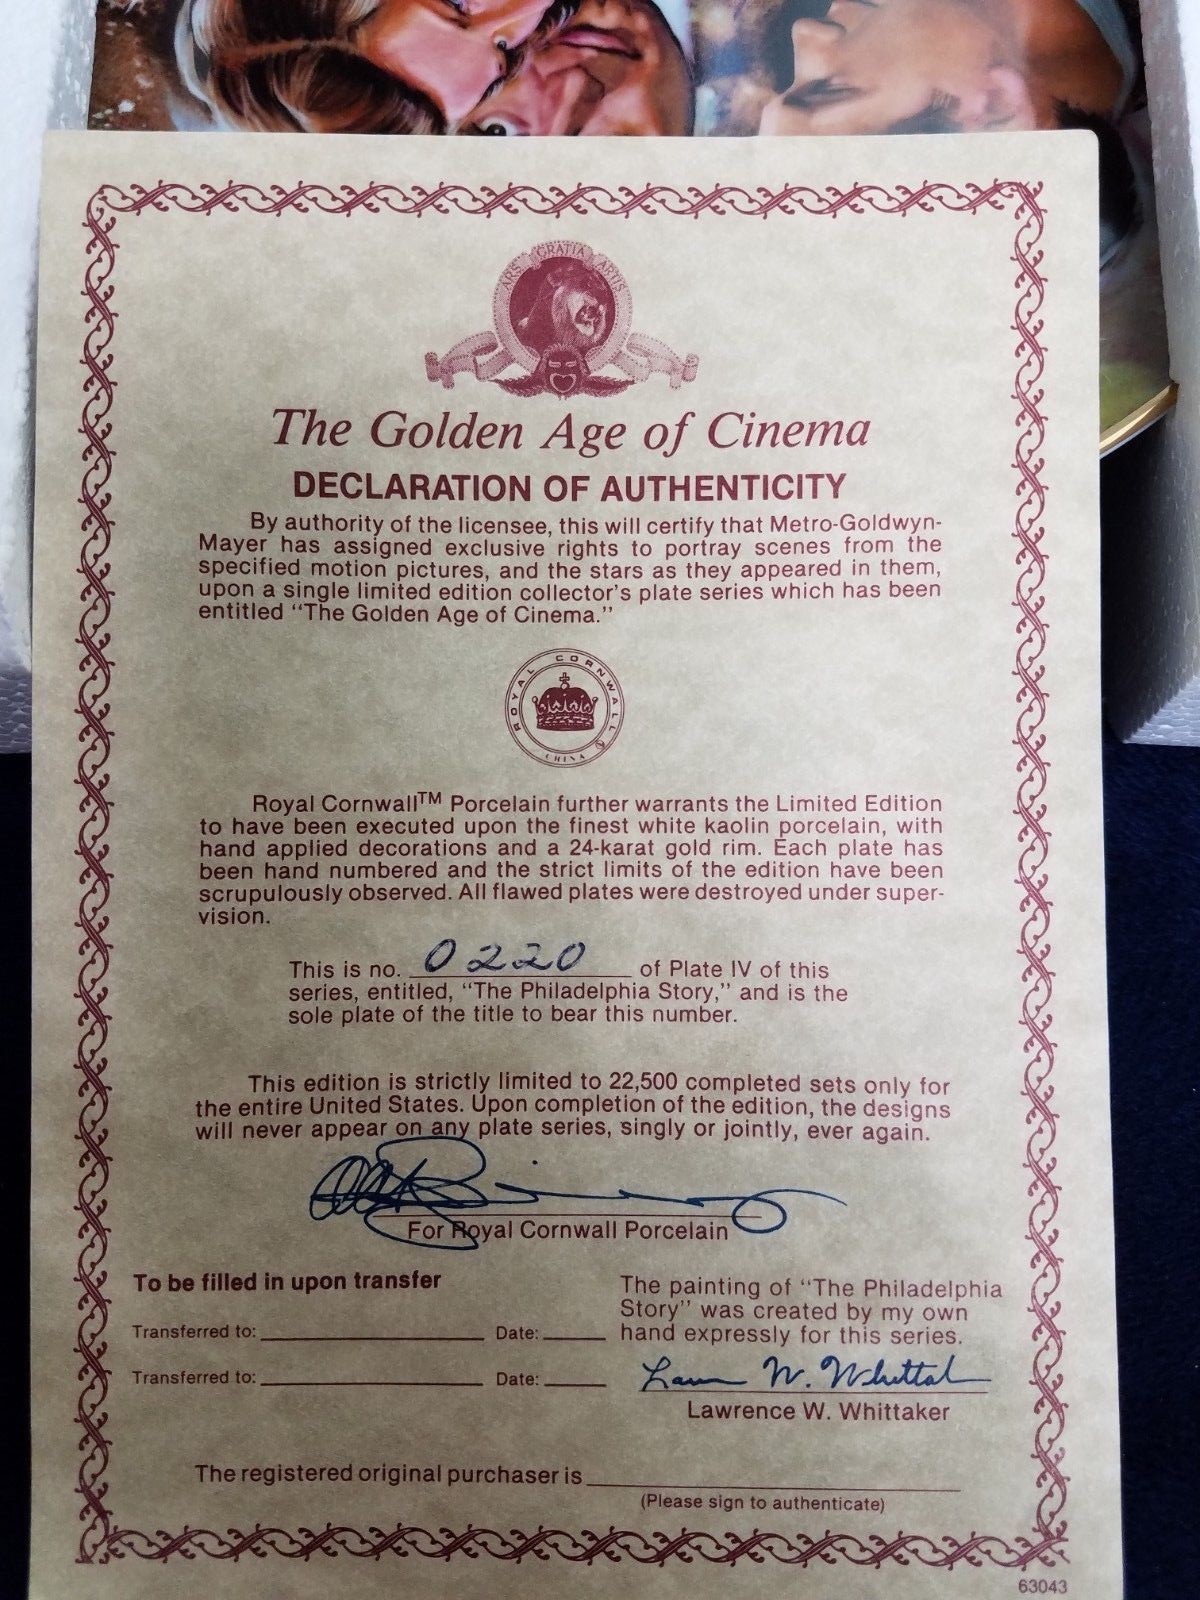 ARS GRATIA ARTIS
The Golden Age of Cinema
DECLARATION OF AUTHENTICITY
By authority of the licensee, this will certify that Metro-Goldwyn-
Mayer has assigned exclusive rights to portray scenes from the
specified motion pictures, and the stars as they appeared in them,
upon a single limited edition collector's plate series which has been
entitled "The Golden Age of Cinema."
ROYAL CORNWALL ®
CHINA
Royal Cornwall™ Porcelain further warrants the Limited Edition
to have been executed upon the finest white kaolin porcelain, with
hand applied decorations and a 24-karat gold rim. Each plate has
been hand numbered and the strict limits of the edition have been
scrupulously observed. All flawed plates were destroyed under super-
vision.
This is no. 0220 of Plate IV of this
series, entitled, "The Philadelphia Story," and is the
sole plate of the title to bear this number.
This edition is strictly limited to 22,500 completed sets only for
the entire United States. Upon completion of the edition, the designs
will never appear on any plate series, singly or jointly, ever again.
For Royal Cornwall Porcelain
To be filled in upon transfer
Transferred to: Date:
Transferred to: Date:
The painting of "The Philadelphia
Story" was created by my own
hand expressly for this series.
W.
Lawrence W. Whittaker
The registered original purchaser is
(Please sign to authenticate)
63043